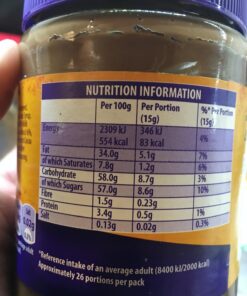 NUTRITION INFORMATION
Per 100g Per Portion (15g) %* Per Portion (15g)
Energy 2309 kJ 346 kJ
554 kcal 83 kcal 4%
Fat 34.0g 5.1g 7%
of which Saturates 7.8g 1.2g 6%
Carbohydrate 58.0g 8.7g 3%
of which Sugars 57.0g 8.6g 10%
Fibre 1.5g 0.23g
Protein 3.4g 0.5g 1%
Salt 0.13g 0.02g 0.3%
*Reference intake of an average adult (8400 kJ/2000 kcal)
Approximately 26 portions per pack